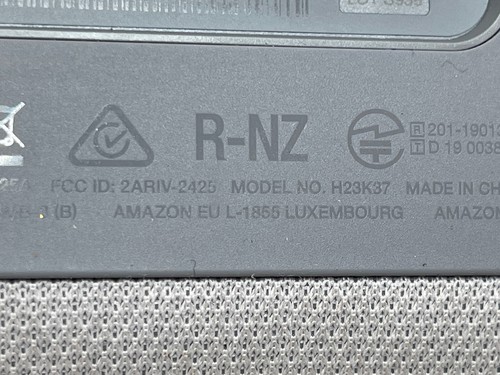 R-NZ
R 201-19013
T D 19 0038
FCC ID: 2ARIV-2425 MODEL NO. H23K37 MADE IN CH
(B) AMAZON EU L-1855 LUXEMBOURG AMAZON